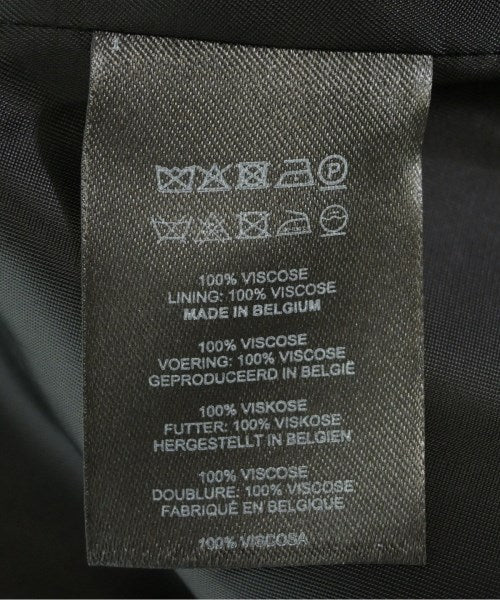 P
100% VISCOSE
LINING: 100% VISCOSE
MADE IN BELGIUM
100% VISCOSE
VOERING: 100% VISCOSE
GEPRODUCEERD IN BELGIË
100% VISKOSE
FUTTER: 100% VISKOSE
HERGESTELLT IN BELGIEN
100% VISCOSE
DOUBLURE: 100% VISCOSE
FABRIQUÉ EN BELGIQUE
100% VISCOSA